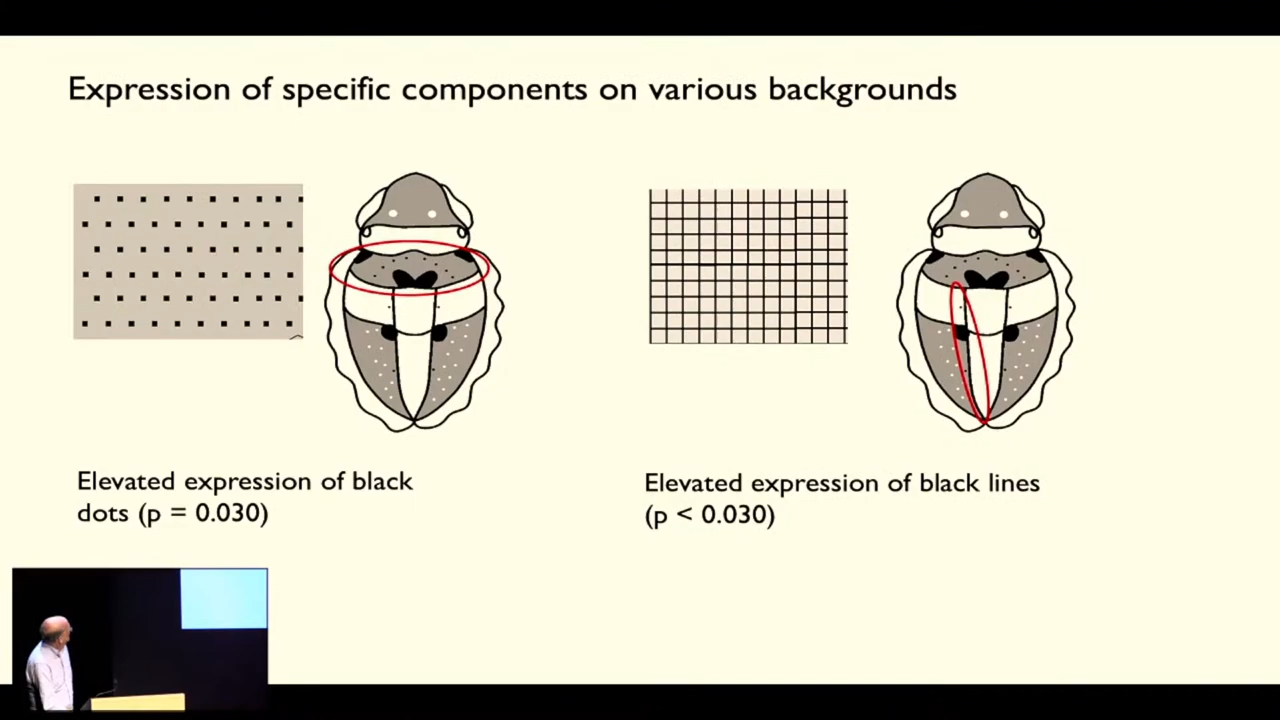 Expression of specific components on various backgrounds
Elevated expression of black
dots (p = 0.030)
Elevated expression of black lines
(p < 0.030)